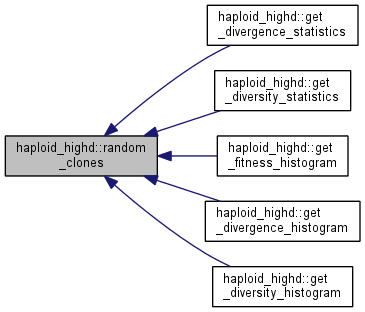 haploid_highd::get
_divergence_statistics
haploid_highd::get
_diversity_statistics
haploid_highd::random
_clones
haploid_highd::get
_fitness_histogram
haploid_highd::get
_divergence_histogram
haploid_highd::get
_diversity_histogram